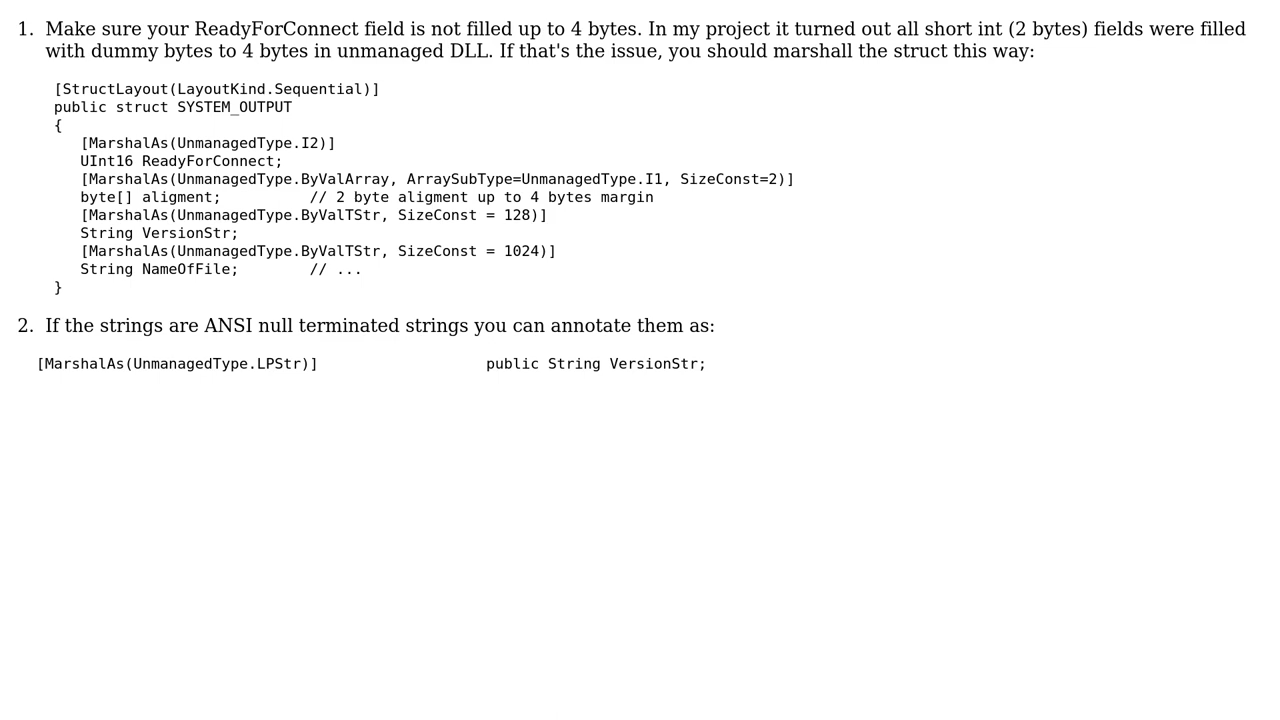 1. Make sure your ReadyForConnect field is not filled up to 4 bytes. In my project it turned out all short int (2 bytes) fields were filled
with dummy bytes to 4 bytes in unmanaged DLL. If that's the issue, you should marshall the struct this way:
[StructLayout(LayoutKind.Sequential)]
public struct SYSTEM_OUTPUT
{
   [MarshalAs(UnmanagedType.I2)]
   UInt16 ReadyForConnect;
   [MarshalAs(UnmanagedType.ByValArray, ArraySubType=UnmanagedType.I1, SizeConst=2)]
   byte[] aligment;          // 2 byte aligment up to 4 bytes margin
   [MarshalAs(UnmanagedType.ByValTStr, SizeConst = 128)]
   String VersionStr;
   [MarshalAs(UnmanagedType.ByValTStr, SizeConst = 1024)]
   String NameOfFile;        // ...
}
2. If the strings are ANSI null terminated strings you can annotate them as:
[MarshalAs(UnmanagedType.LPStr)]                   public String VersionStr;